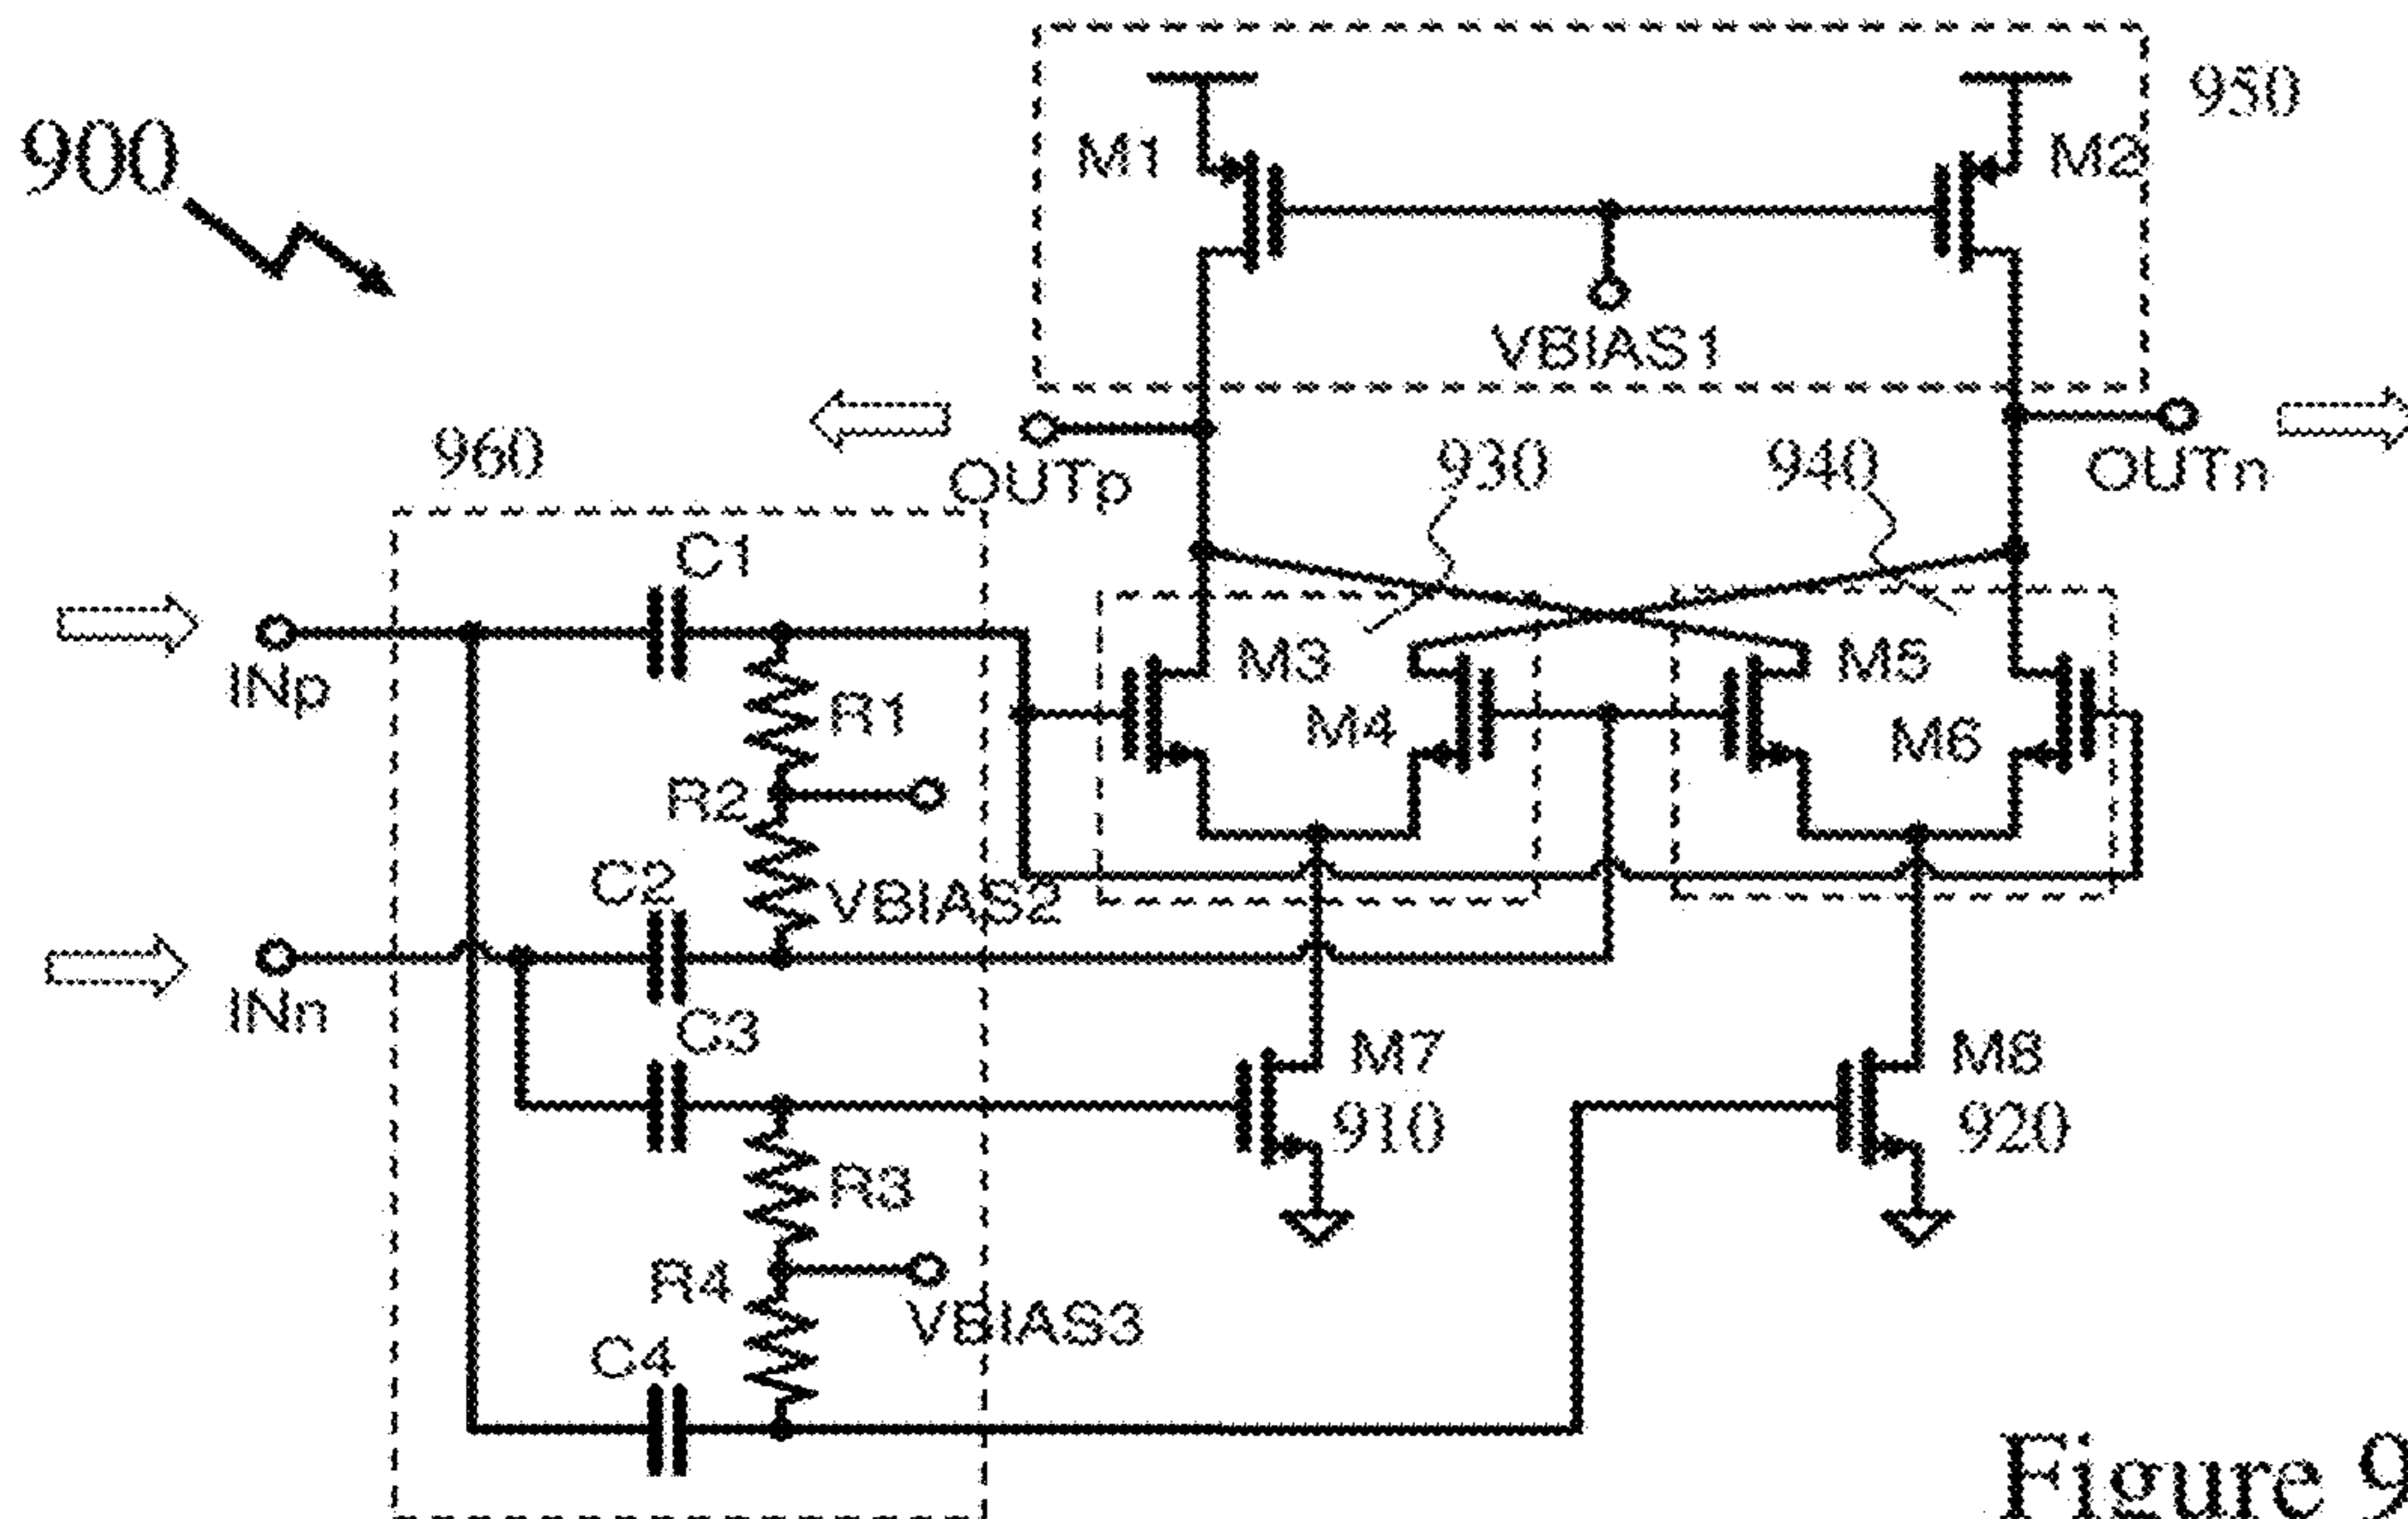 950
M1
M2
900
VBIAS1
960
930
940
OUTp
OUTn
C1
M3
M5
INp
R1
M4
M6
R2
C2
VBIAS2
INn
C3
M7
M8
910
920
R3
R4
VBIAS3
C4
Figure 9